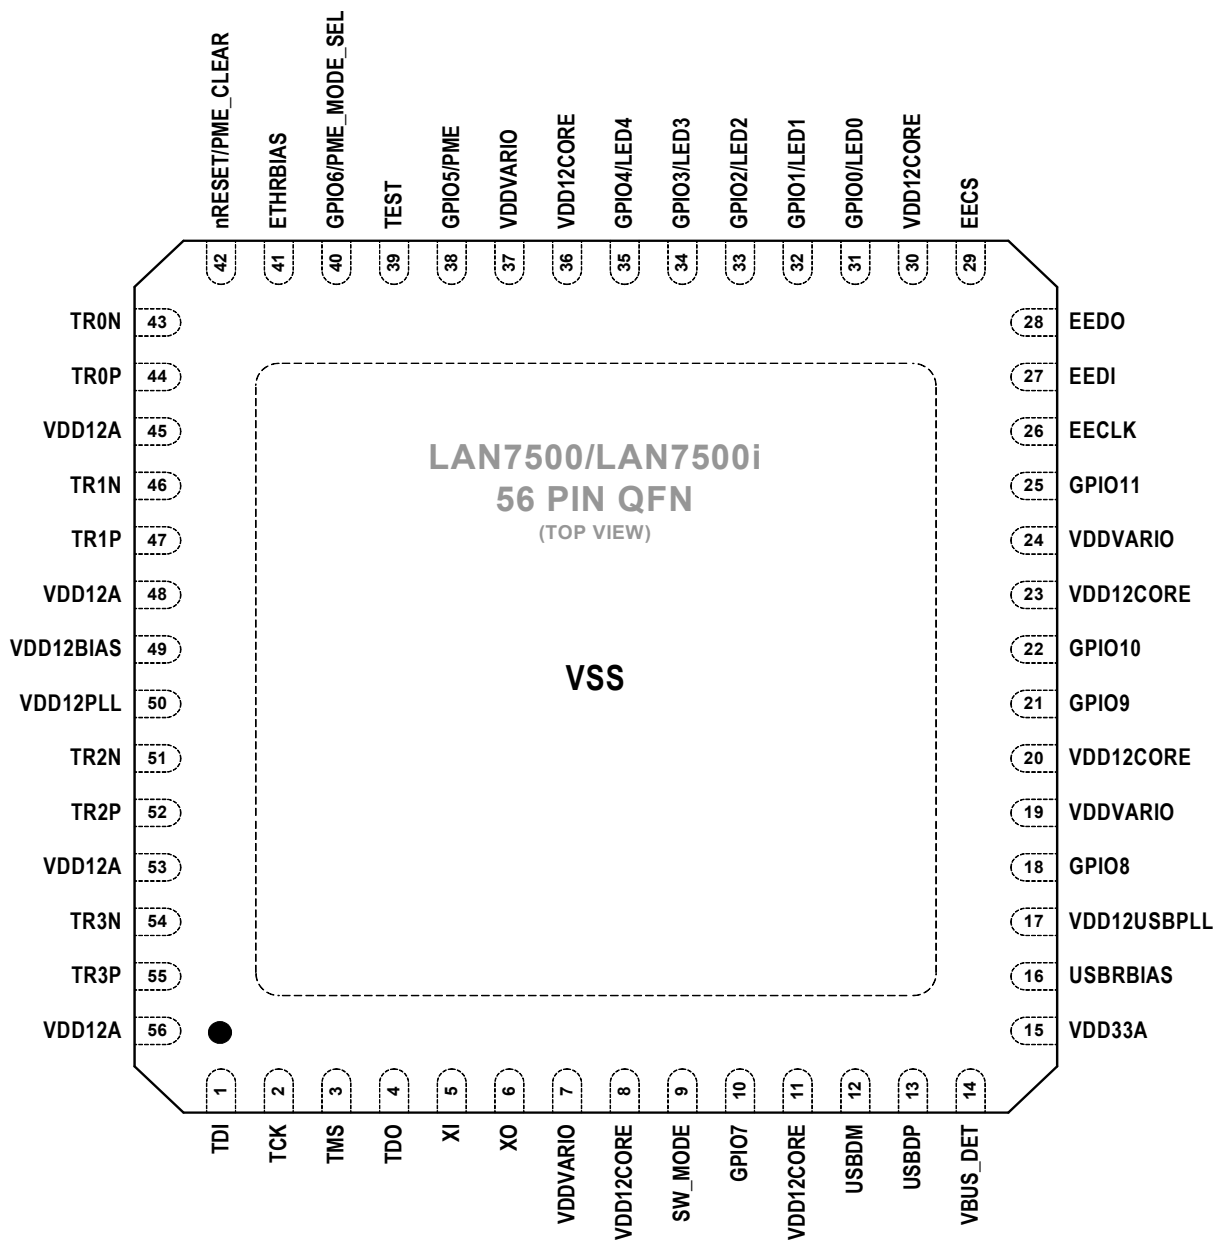 nRESET/PME_CLEAR
ETHRBIAS
GPIO6/PME_MODE_SEL
TEST
GPIO5/PME
VDDVARIO
VDD12CORE
GPIO4/LED4
GPIO3/LED3
GPIO2/LED2
GPIO1/LED1
GPIO0/LED0
VDD12CORE
EECS
42
41
40
39
38
37
36
35
34
33
32
31
30
29
TR0N 43
TR0P 44
VDD12A 45
TR1N 46
TR1P 47
VDD12A 48
VDD12BIAS 49
VDD12PLL 50
TR2N 51
TR2P 52
VDD12A 53
TR3N 54
TR3P 55
VDD12A 56
LAN7500/LAN7500i
56 PIN QFN
(TOP VIEW)
VSS
28 EEDO
27 EEDI
26 EECLK
25 GPIO11
24 VDDVARIO
23 VDD12CORE
22 GPIO10
21 GPIO9
20 VDD12CORE
19 VDDVARIO
18 GPIO8
17 VDD12USBPLL
16 USBRBIAS
15 VDD33A
1
2
3
4
5
6
7
8
9
10
11
12
13
14
TDI
TCK
TMS
TDO
XI
XO
VDDVARIO
VDD12CORE
SW_MODE
GPIO7
VDD12CORE
USBDM
USBDP
VBUS_DET